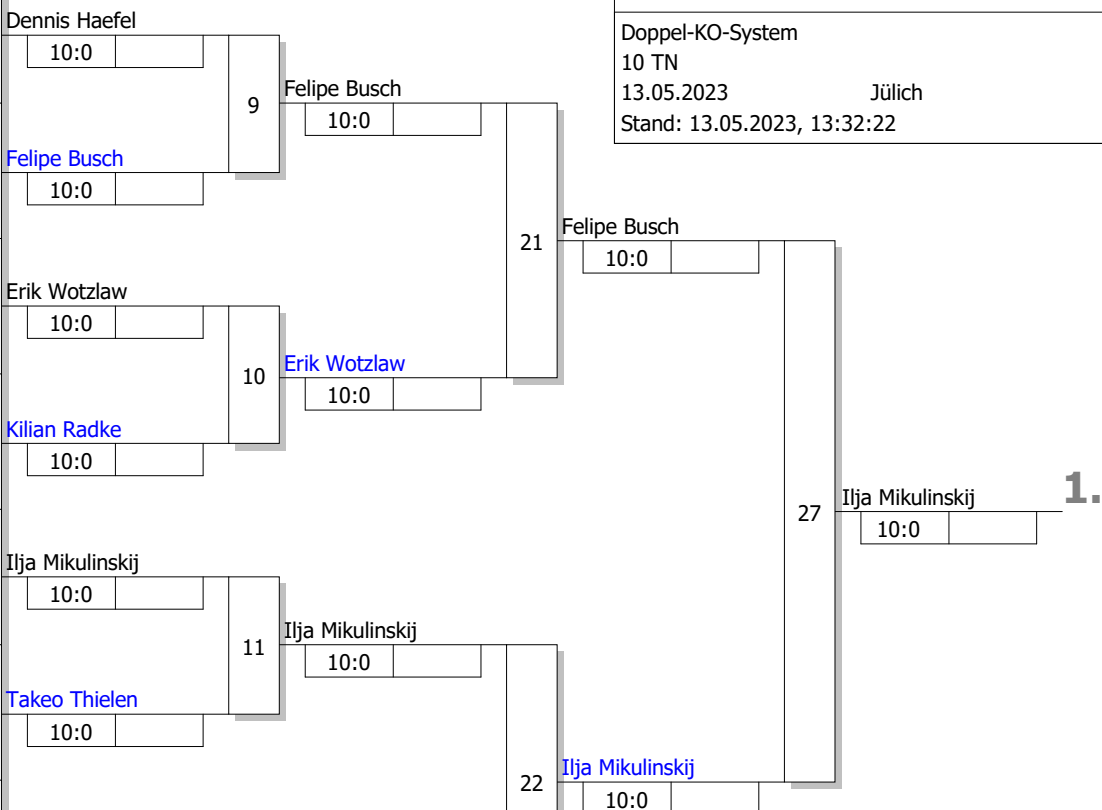 Dennis Haefel
10:0
9
Felipe Busch
10:0
Felipe Busch
10:0
Doppel-KO-System
10 TN
13.05.2023 Jülich
Stand: 13.05.2023, 13:32:22
21
Felipe Busch
10:0
Erik Wotzlaw
10:0
10
Erik Wotzlaw
10:0
Kilian Radke
10:0
27
Ilja Mikulinskij
10:0
1.
Ilja Mikulinskij
10:0
11
Ilja Mikulinskij
10:0
Takeo Thielen
10:0
22
Ilja Mikulinskij
10:0